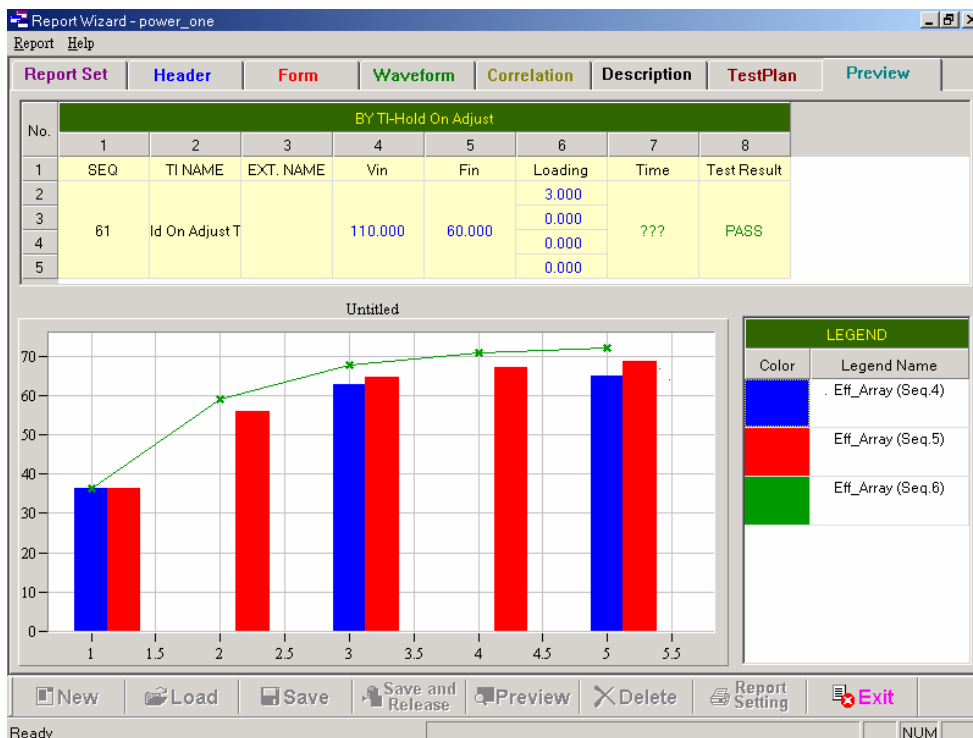 Report Wizard - power_one
Report Help
Report Set Header Form Waveform Correlation Description TestPlan Preview
No. BY TI-Hold On Adjust
1 2 3 4 5 6 7 8
1 SEQ TI NAME EXT. NAME Vin Fin Loading Time Test Result
2 3.000
3 0.000
61 ld On Adjust T 110.000 60.000 ??? PASS
4 0.000
5 0.000
Untitled
70
60
50
40
30
20
10
0
1 1.5 2 2.5 3 3.5 4 4.5 5 5.5
LEGEND
Color Legend Name
Eff_Array (Seq.4)
Eff_Array (Seq.5)
Eff_Array (Seq.6)
New Load Save Save and Release Preview Delete Report Setting Exit
Ready NUM